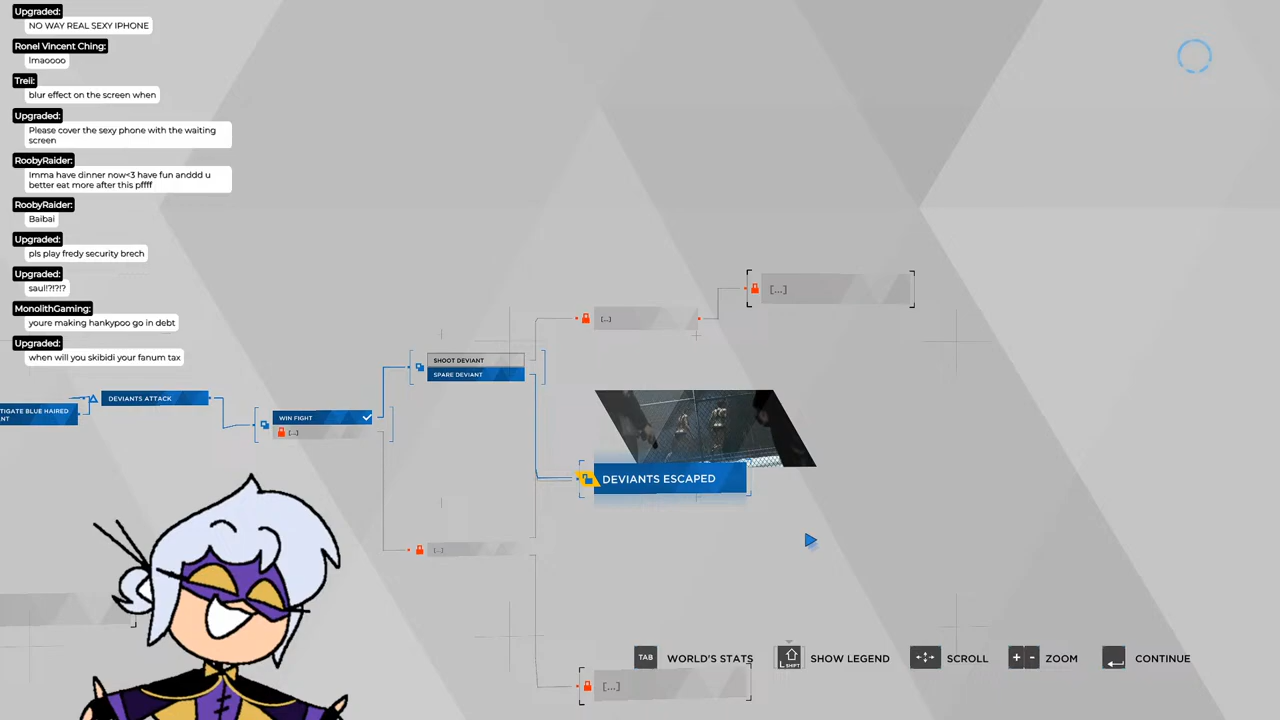 Upgraded:
NO WAY REAL SEXY IPHONE
Ronel Vincent Ching:
lmaoooo
Treii:
blur effect on the screen when
Upgraded:
Please cover the sexy phone with the waiting
screen
RoobyRaider:
Imma have dinner now<3 have fun anddd u
better eat more after this pffff
RoobyRaider:
Baibai
Upgraded:
pls play fredy security brech
Upgraded:
saul!?!?!?
MonolithGaming:
youre making hankypoo go in debt
Upgraded:
when will you skibidi your fanum tax
TIGATE BLUE HAIRED
ANT
DEVIANTS ATTACK
WIN FIGHT
[...]
SHOOT DEVIANT
SPARE DEVIANT
[...]
[...]
[...]
DEVIANTS ESCAPED
[...]
TAB WORLD'S STATS
L SHIFT SHOW LEGEND
SCROLL
+ - ZOOM
CONTINUE